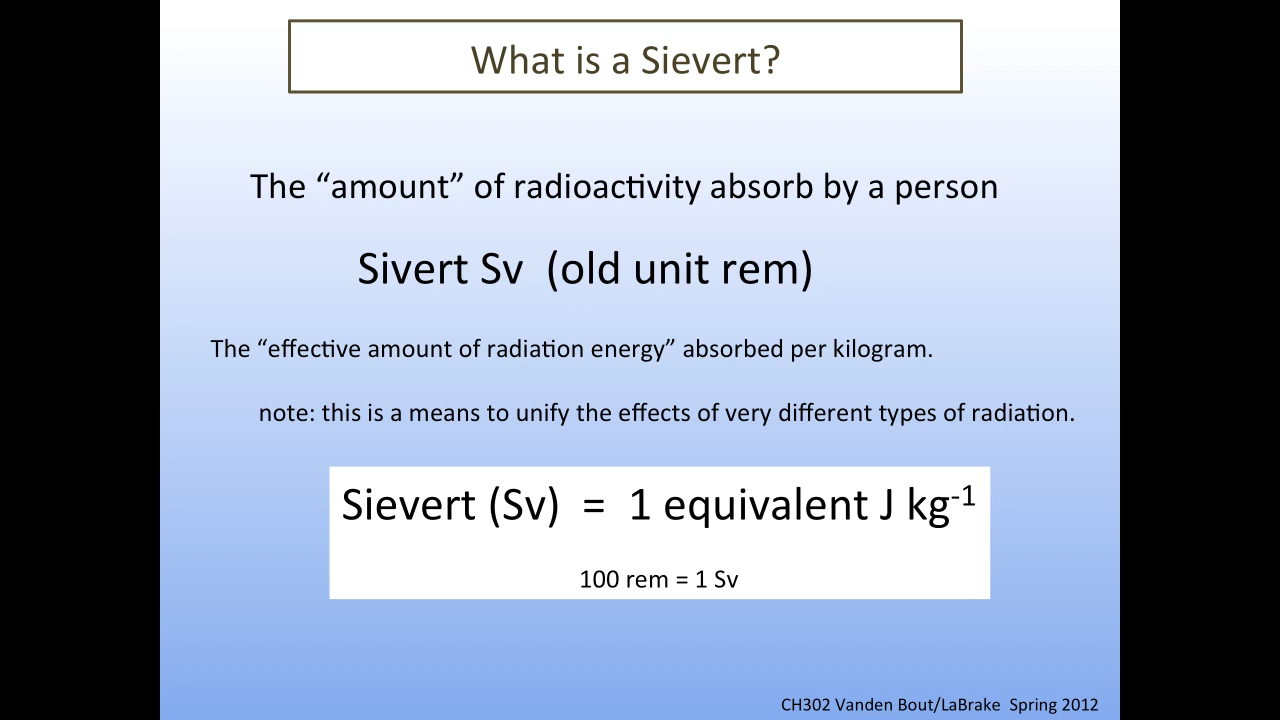 What is a Sievert?
The “amount” of radioactivity absorb by a person
Sivert Sv (old unit rem)
The “effective amount of radiation energy” absorbed per kilogram.
note: this is a means to unify the effects of very different types of radiation.
Sievert (Sv) = 1 equivalent J kg⁻¹
100 rem = 1 Sv
CH302 Vanden Bout/LaBrake Spring 2012